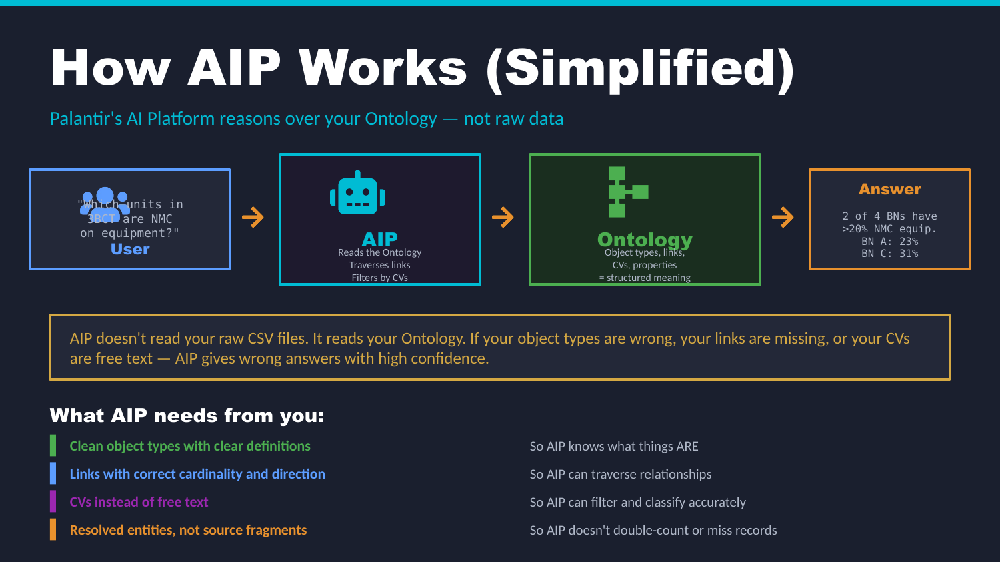 How AIP Works (Simplified)
Palantir's AI Platform reasons over your Ontology — not raw data
"Which units in
3BCT are NMC
on equipment?"
User
AIP
Reads the Ontology
Traverses links
Filters by CVs
Ontology
Object types, links,
CVs, properties
= structured meaning
Answer
2 of 4 BNs have
>20% NMC equip.
BN A: 23%
BN C: 31%
AIP doesn't read your raw CSV files. It reads your Ontology. If your object types are wrong, your links are missing, or your CVs
are free text — AIP gives wrong answers with high confidence.
What AIP needs from you:
Clean object types with clear definitions
So AIP knows what things ARE
Links with correct cardinality and direction
So AIP can traverse relationships
CVs instead of free text
So AIP can filter and classify accurately
Resolved entities, not source fragments
So AIP doesn't double-count or miss records